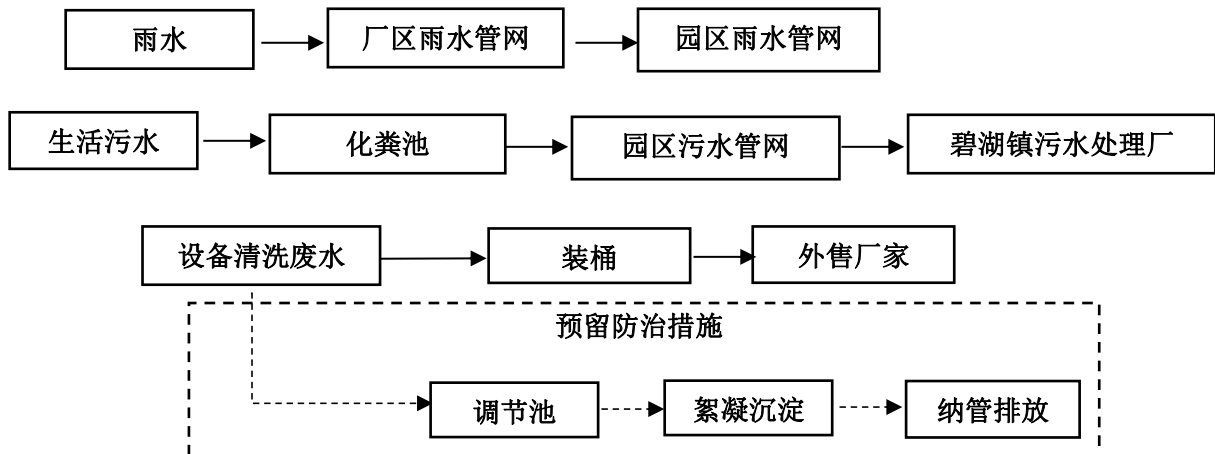 雨水
厂区雨水管网
园区雨水管网
生活污水
化粪池
园区污水管网
碧湖镇污水处理厂
设备清洗废水
装桶
外售厂家
预留防治措施
调节池
絮凝沉淀
纳管排放